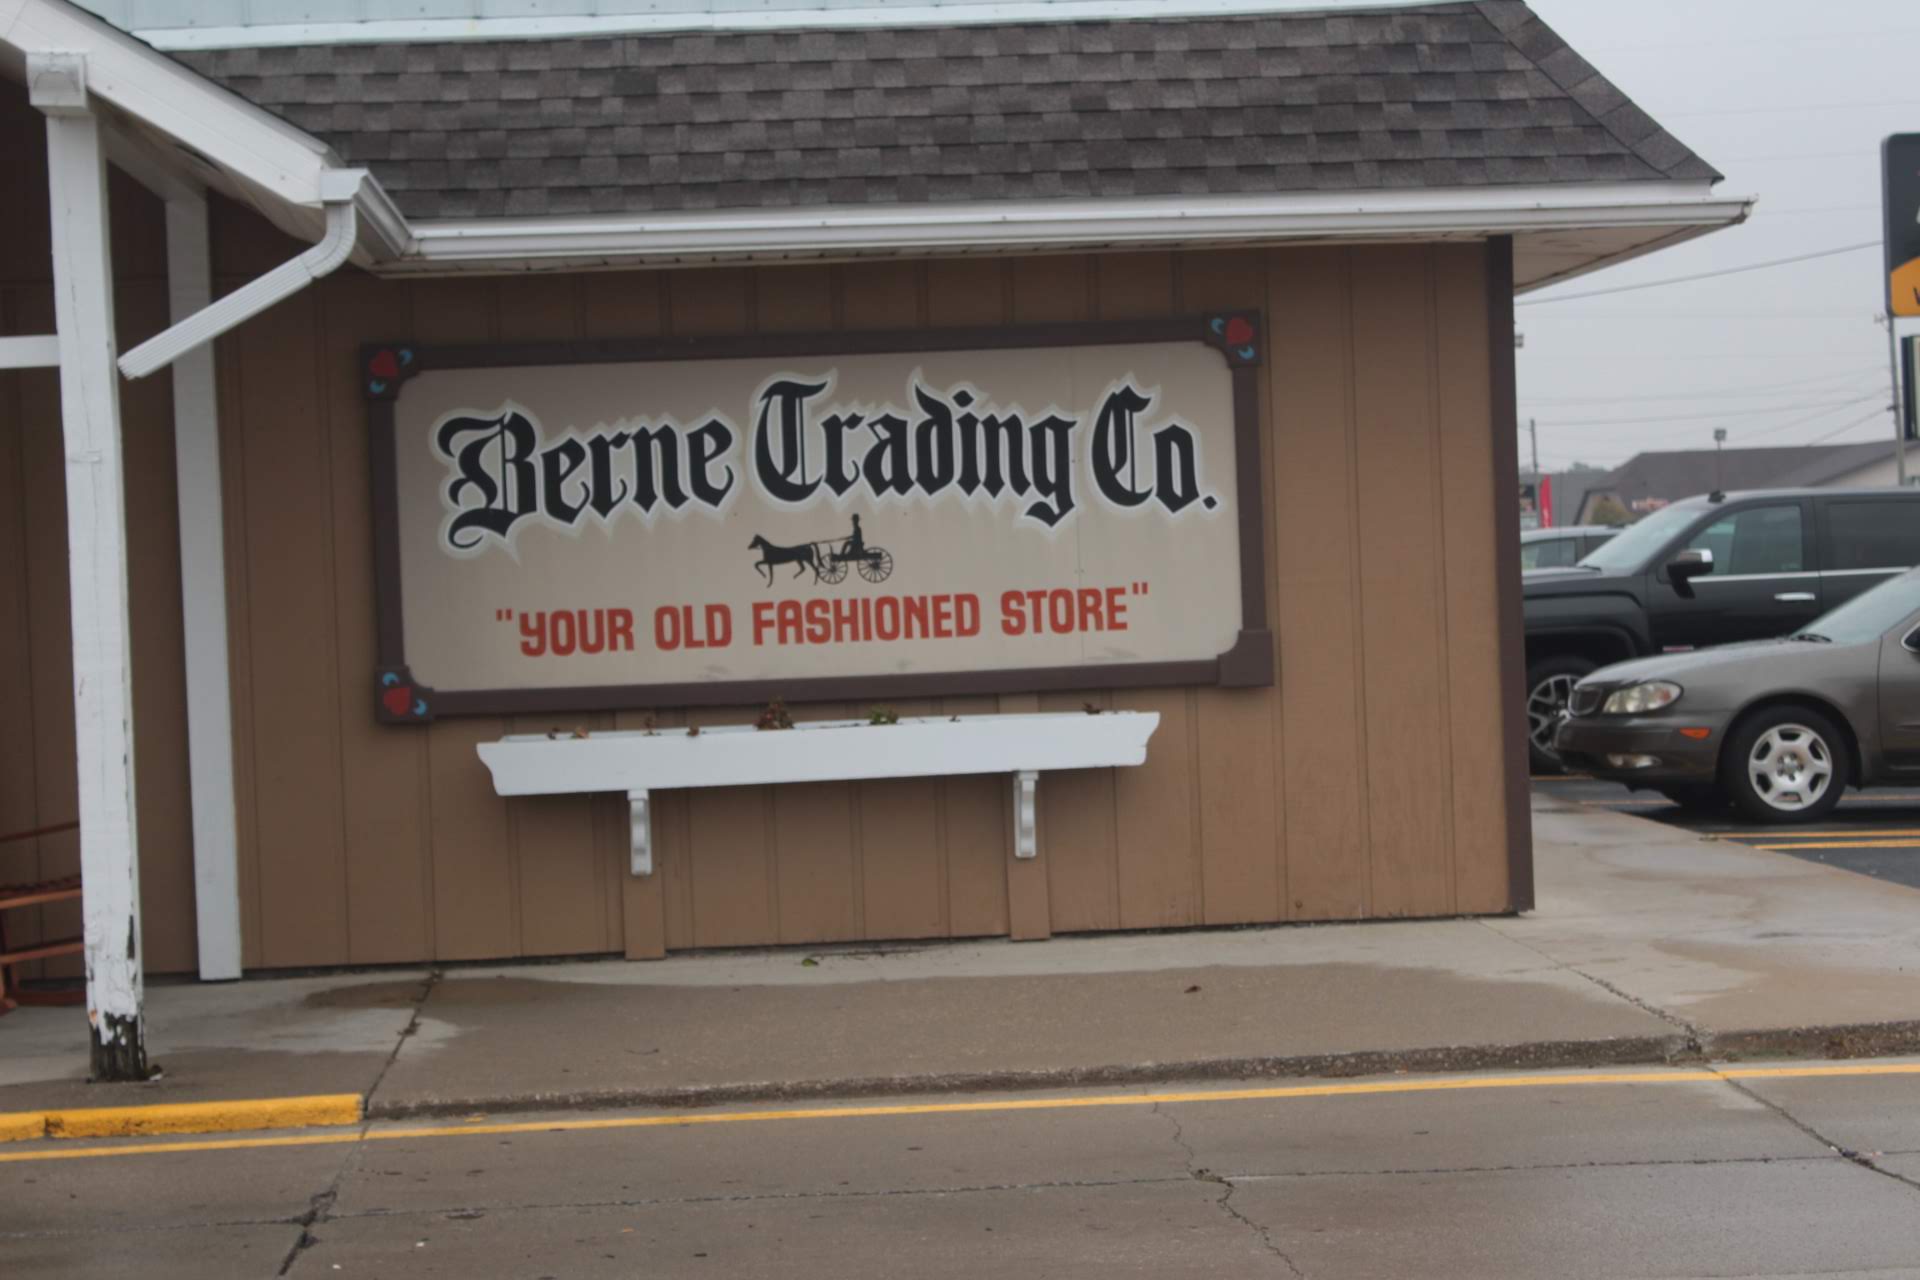 Berne Trading Co.
"YOUR OLD FASHIONED STORE"